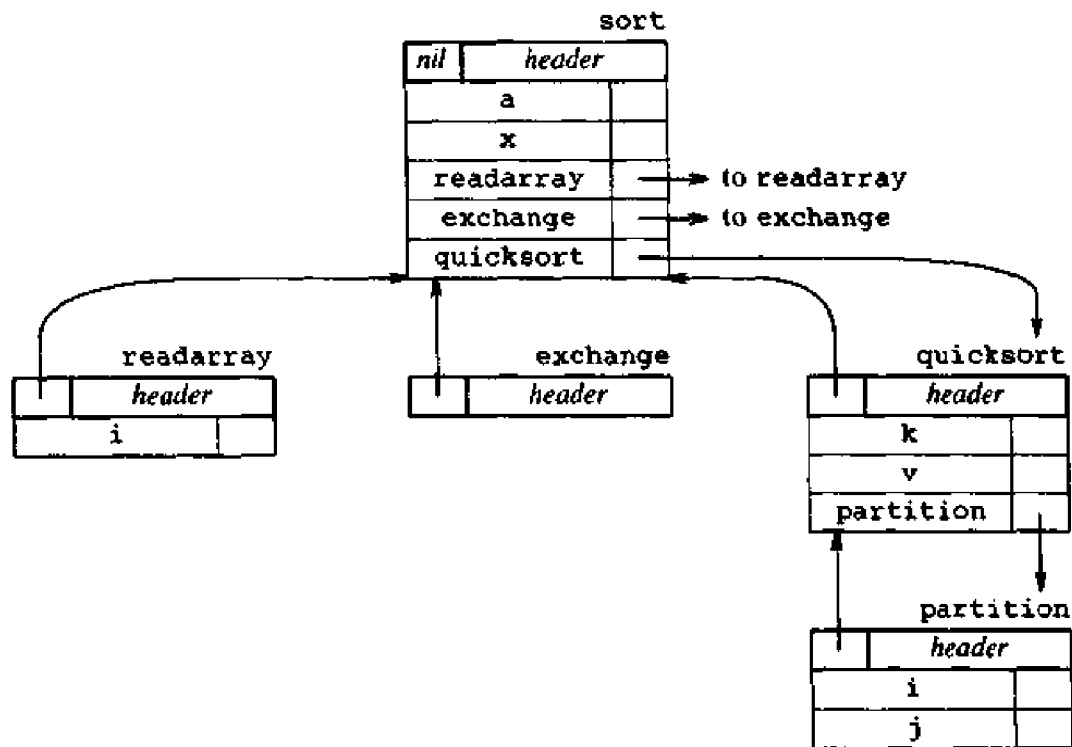 sort
nil header
a
x
readarray to readarray
exchange to exchange
quicksort
readarray exchange quicksort
header header header
i k
v
partition
partition
header
i
j